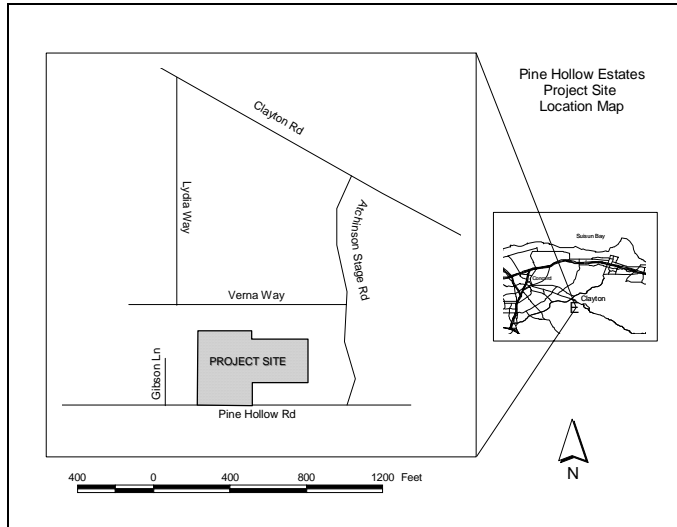 Pine Hollow Estates
Project Site
Location Map
Clayton Rd
Lydia Way
Atchinson Stage Rd
Verna Way
Gibson Ln
PROJECT SITE
Pine Hollow Rd
Suisun Bay
Concord
Clayton
E
N
400 0 400 800 1200 Feet